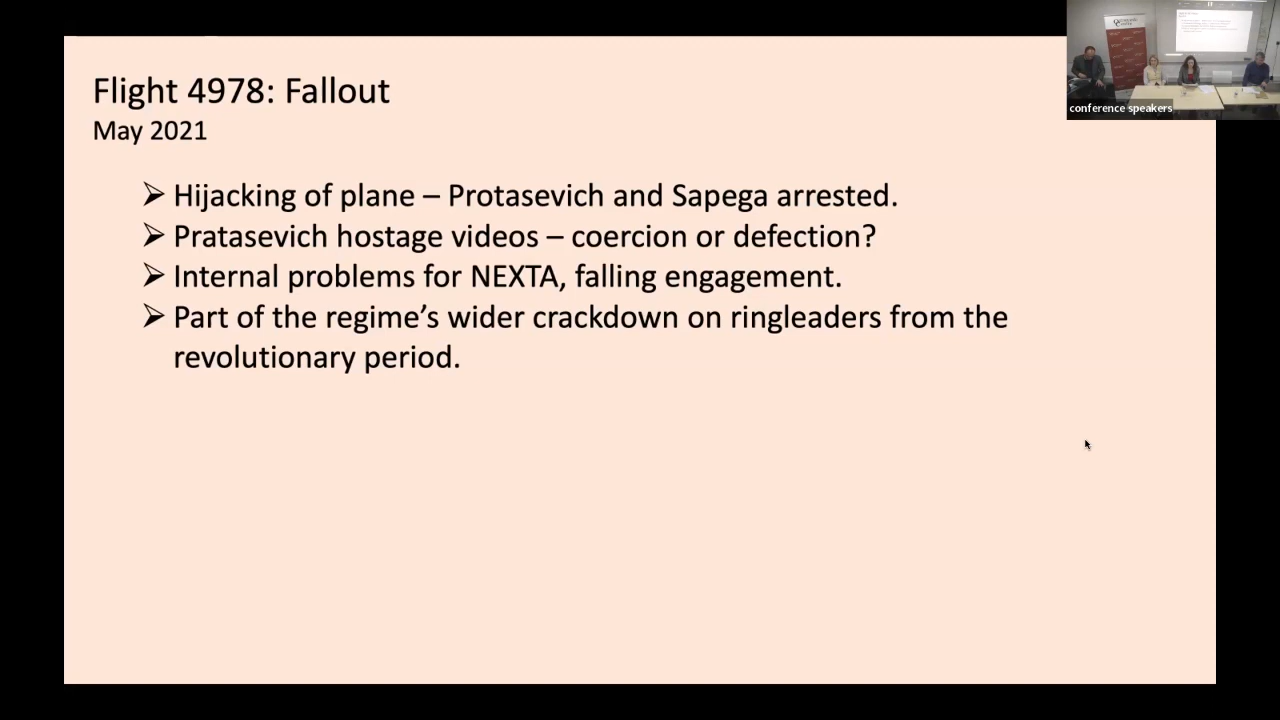 Flight 4978: Fallout
May 2021
➢ Hijacking of plane – Protasevich and Sapega arrested.
➢ Pratasevich hostage videos – coercion or defection?
➢ Internal problems for NEXTA, falling engagement.
➢ Part of the regime’s wider crackdown on ringleaders from the
revolutionary period.
conference speakers